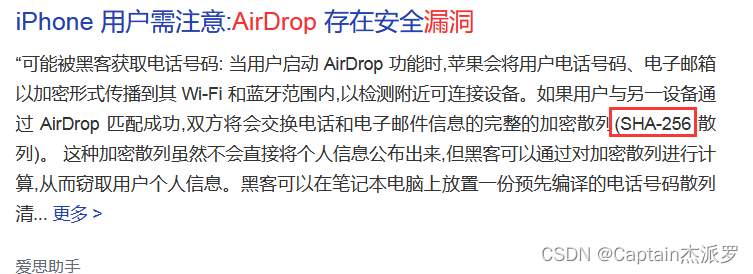 iPhone 用户需注意:AirDrop 存在安全漏洞
“可能被黑客获取电话号码: 当用户启动 AirDrop 功能时,苹果会将用户电话号码、电子邮箱
以加密形式传播到其 Wi-Fi 和蓝牙范围内,以检测附近可连接设备。如果用户与另一设备通
过 AirDrop 匹配成功,双方将会交换电话和电子邮件信息的完整的加密散列(SHA-256 散
列)。 这种加密散列虽然不会直接将个人信息公布出来,但黑客可以通过对加密散列进行计
算,从而窃取用户个人信息。黑客可以在笔记本电脑上放置一份预先编译的电话号码散列
清... 更多 >
爱思助手
CSDN @Captain杰派罗